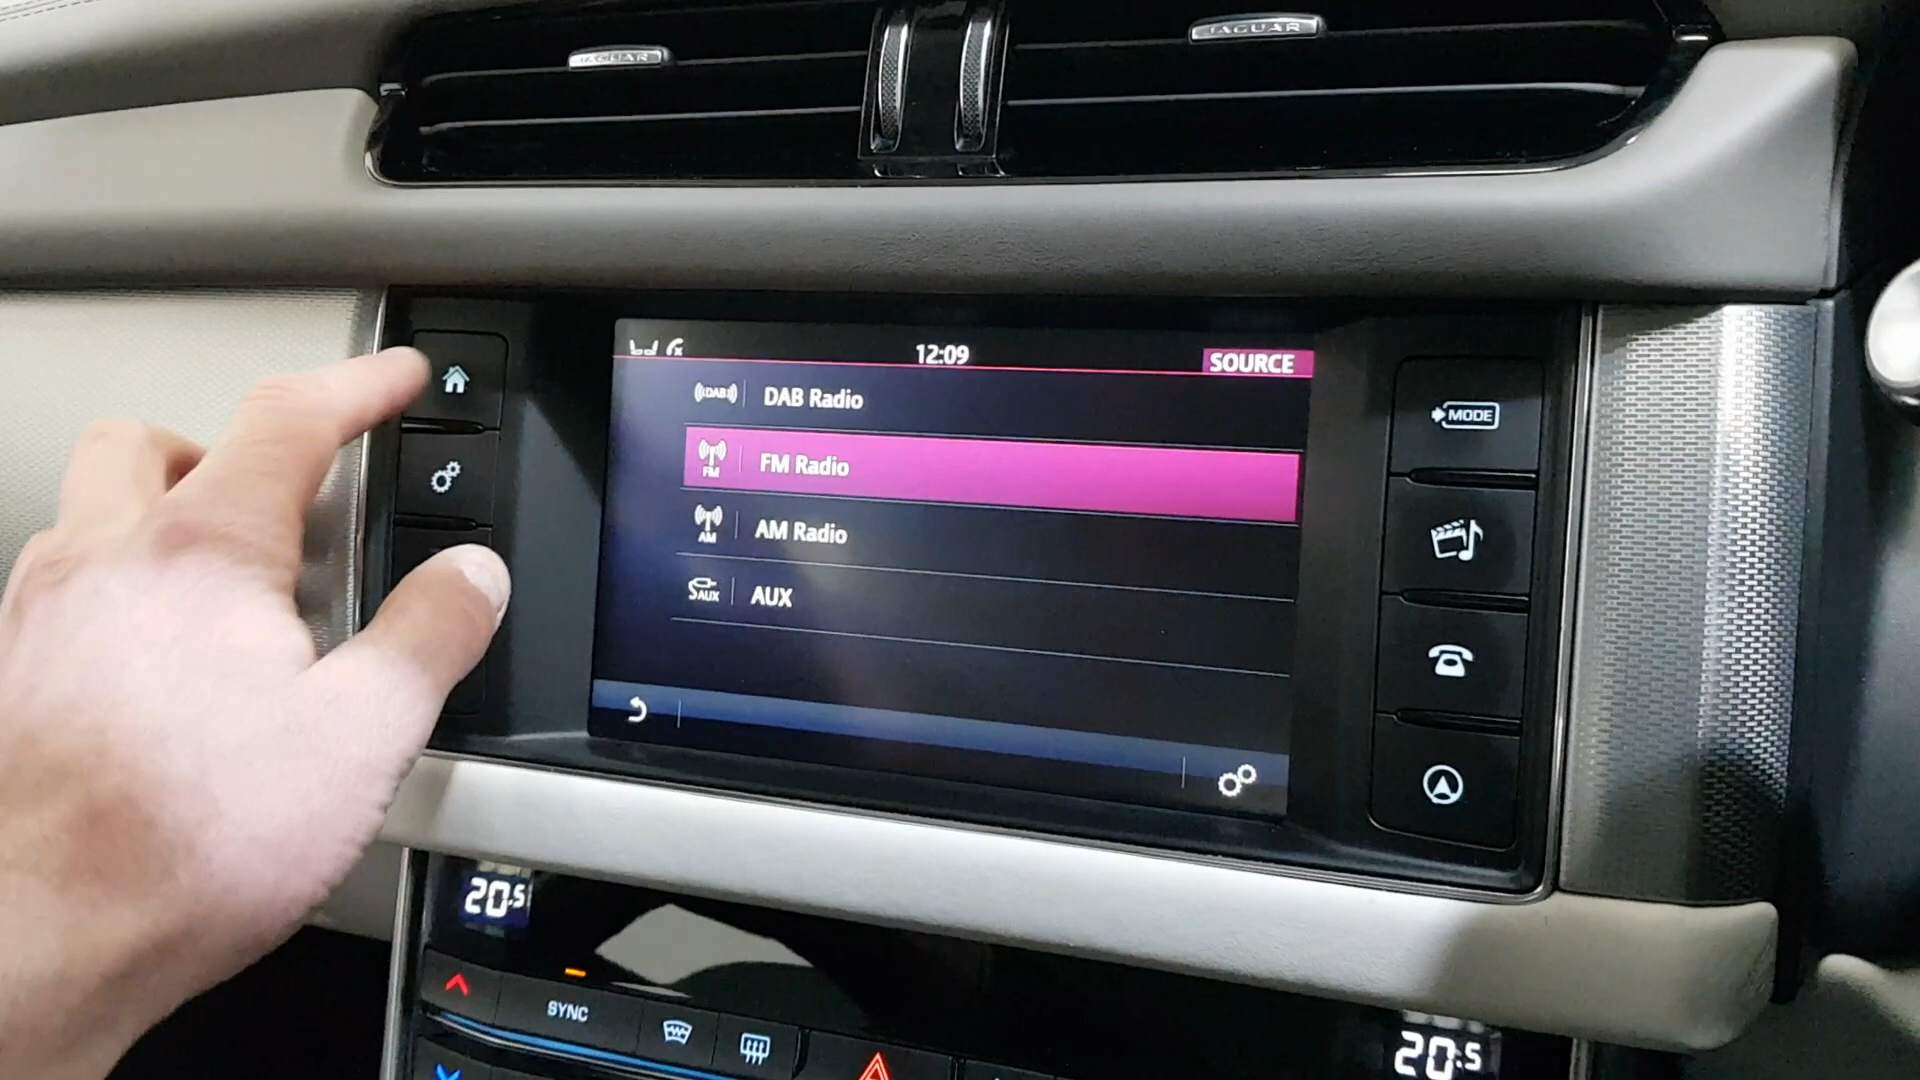 JAGUAR
JAGUAR
12:09
SOURCE
DAB
DAB Radio
FM
FM Radio
AM
AM Radio
AUX
AUX
MODE
20.5
SYNC
20.5